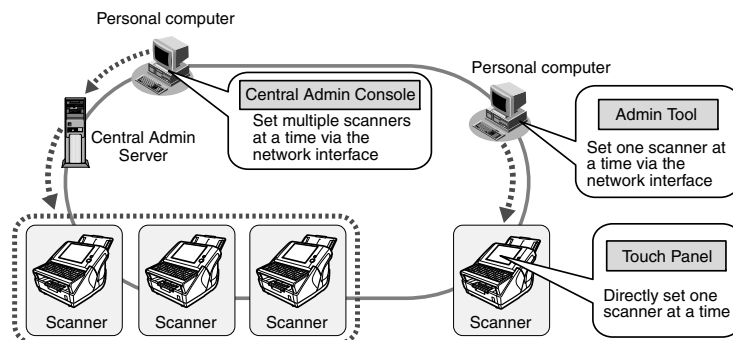 Personal computer
Central Admin Console
Set multiple scanners
at a time via the
network interface
Central Admin
Server
Personal computer
Admin Tool
Set one scanner at
a time via the
network interface
Scanner
Scanner
Scanner
Scanner
Touch Panel
Directly set one
scanner at a time